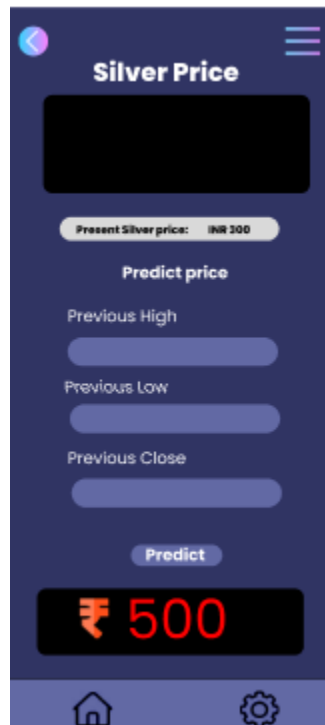 Silver Price
Present Silver price: INR 300
Predict price
Previous High
Previous Low
Previous Close
Predict
₹ 500